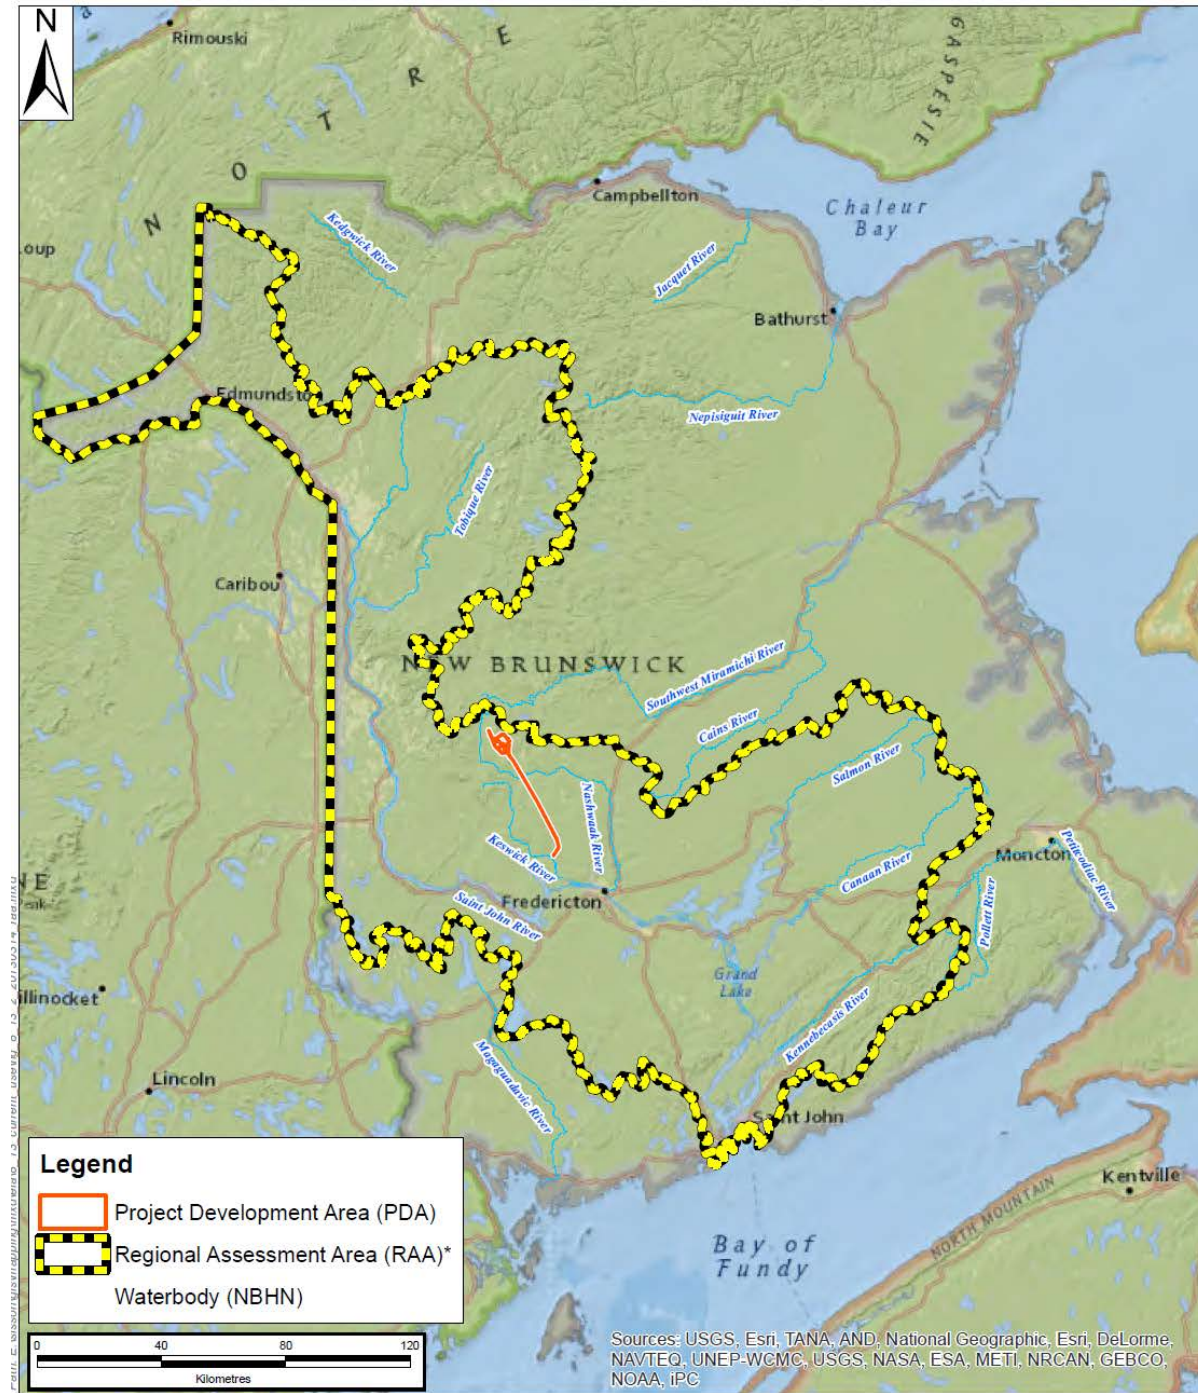 N
Rimouski
NOTRE
GASPÉSIE
Campbellton
Chaleur
Bay
Kedgwick River
Jacquet River
Bathurst
Edmundsto
Nepisiguit River
Tobique River
Caribou
NEW BRUNSWICK
Southwest Miramichi River
Cains River
Salmon River
Nashwaak River
Keswick River
Canaan River
Moncton
Petitcodiac River
Pollett River
Fredericton
Saint John River
Grand
Lake
Kennebecasis River
Magaguadavic River
Lincoln
Saint John
Kentville
NORTH MOUNTAIN
Bay of
Fundy
Legend
Project Development Area (PDA)
Regional Assessment Area (RAA)*
Waterbody (NBHN)
0 40 80 120
Kilometres
Sources: USGS, Esri, TANA, AND, National Geographic, Esri, DeLorme,
NAVTEQ, UNEP-WCMC, USGS, NASA, ESA, METI, NRCAN, GEBCO,
NOAA, iPC